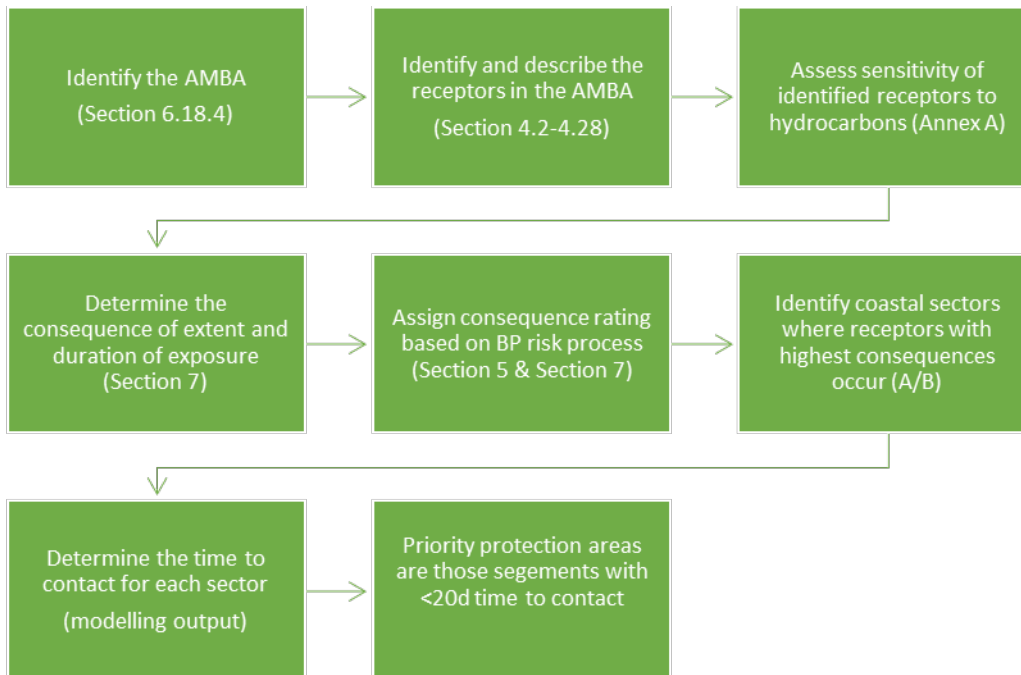 Identify the AMBA
(Section 6.18.4)
Identify and describe the
receptors in the AMBA
(Section 4.2-4.28)
Assess sensitivity of
identified receptors to
hydrocarbons (Annex A)
Determine the
consequence of extent and
duration of exposure
(Section 7)
Assign consequence rating
based on BP risk process
(Section 5 & Section 7)
Identify coastal sectors
where receptors with
highest consequences
occur (A/B)
Determine the time to
contact for each sector
(modelling output)
Priority protection areas
are those segements with
<20d time to contact